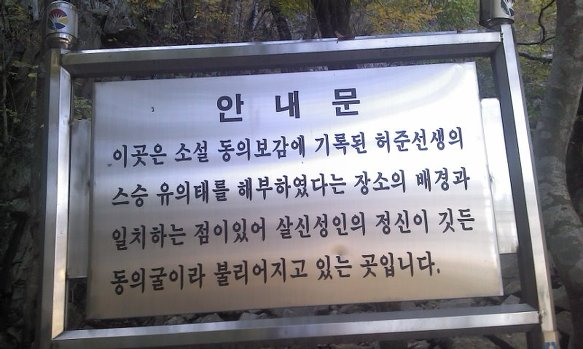 안내문
이곳은 소설 동의보감에 기록된 허준선생의
스승 유의태를 해부하였다는 장소의 배경과
일치하는 점이있어 살신성인의 정신이 깃든
동의굴이라 불리어지고 있는 곳입니다.